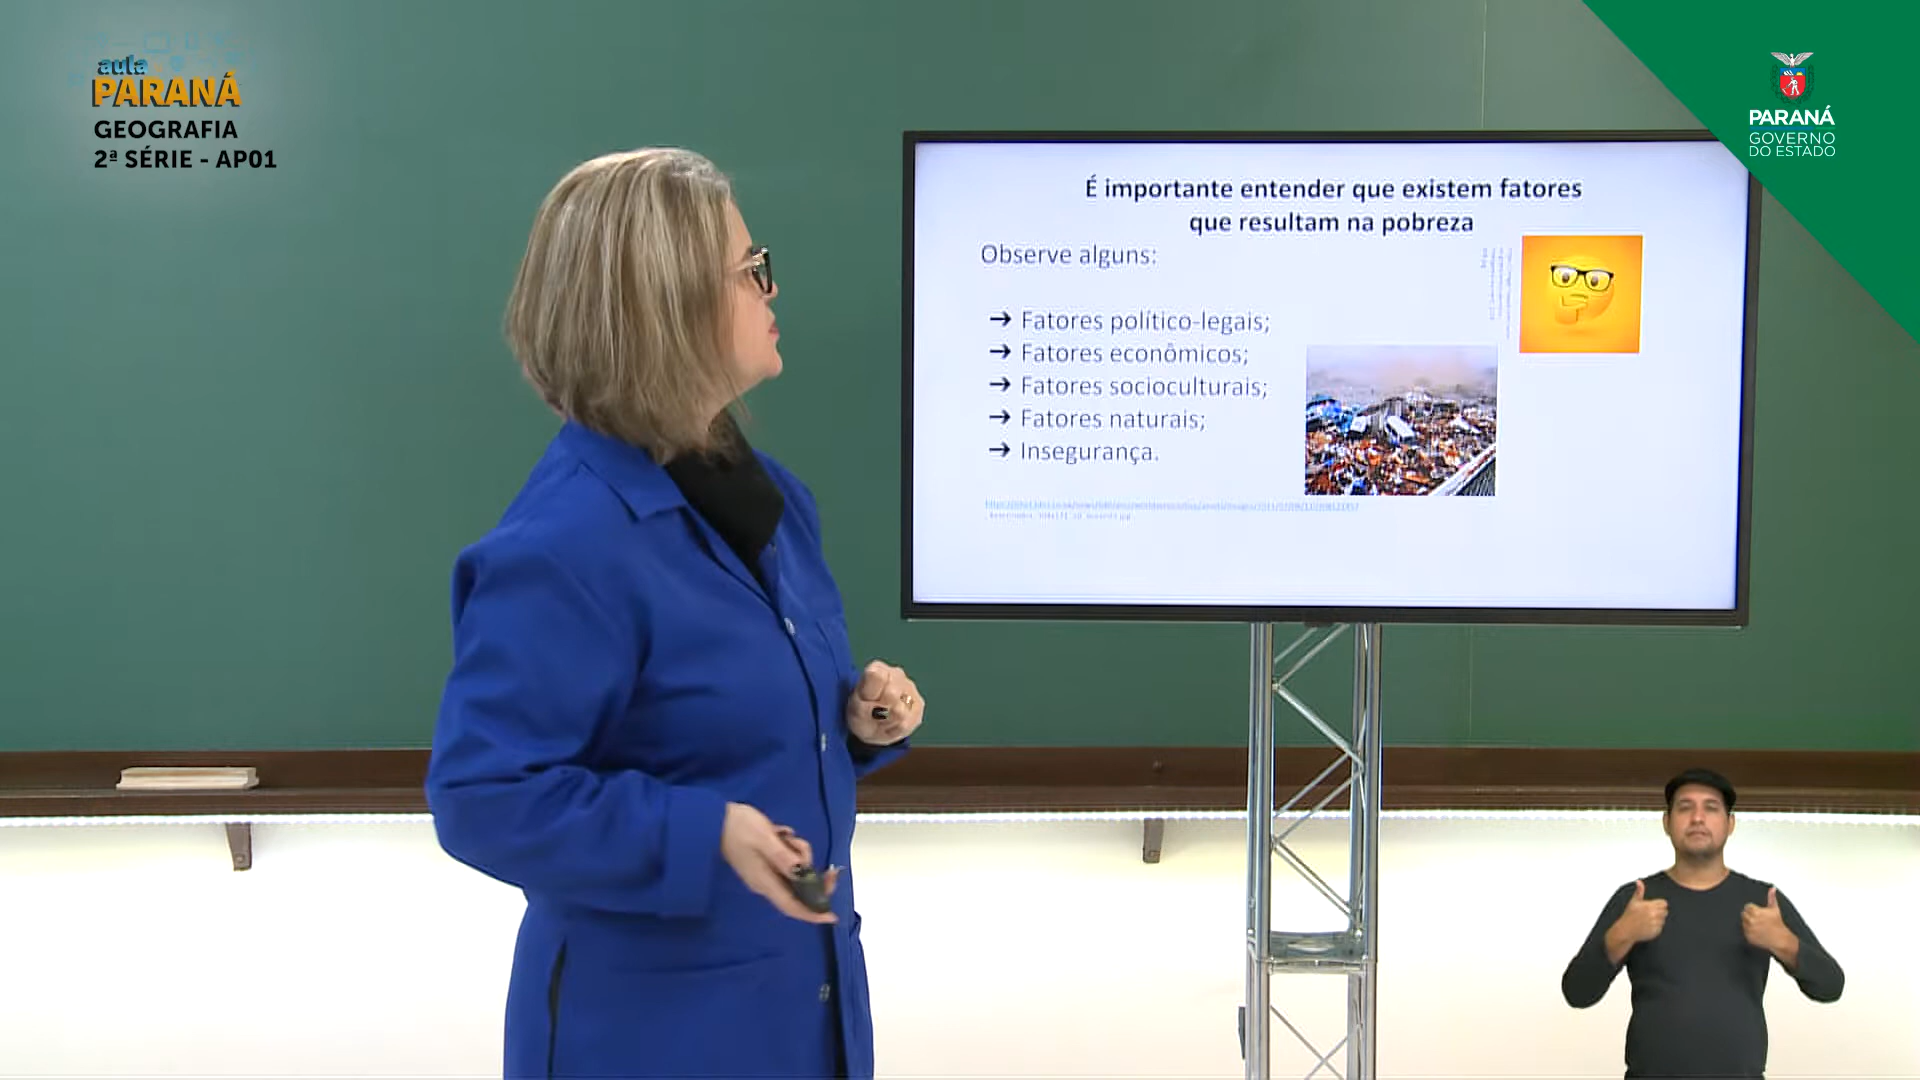 aula
PARANÁ
GEOGRAFIA
2ª SÉRIE - AP01
PARANÁ
GOVERNO
DO ESTADO
É importante entender que existem fatores
que resultam na pobreza
Observe alguns:
→ Fatores político-legais;
→ Fatores econômicos;
→ Fatores socioculturais;
→ Fatores naturais;
→ Insegurança.